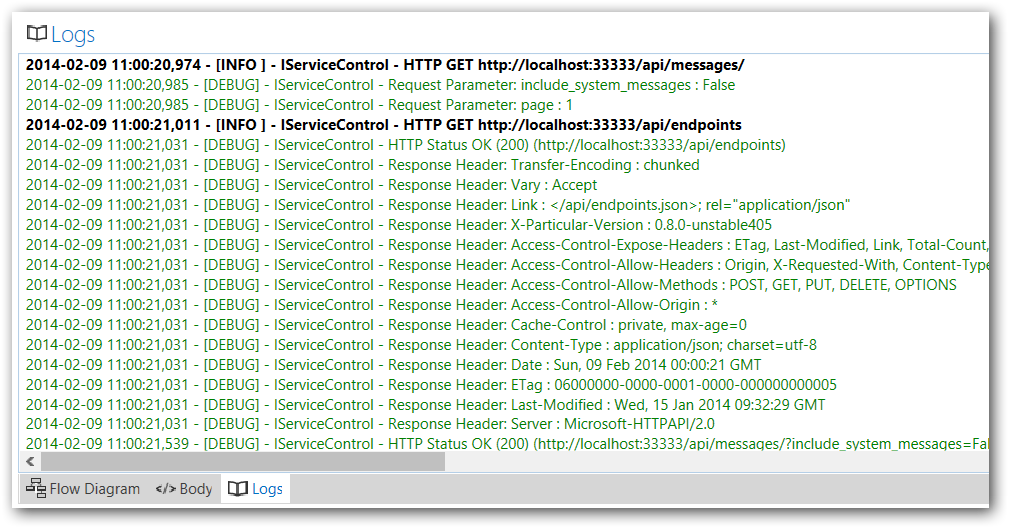 Logs
2014-02-09 11:00:20,974 - [INFO ] - IServiceControl - HTTP GET http://localhost:33333/api/messages/
2014-02-09 11:00:20,985 - [DEBUG] - IServiceControl - Request Parameter: include_system_messages : False
2014-02-09 11:00:20,985 - [DEBUG] - IServiceControl - Request Parameter: page : 1
2014-02-09 11:00:21,011 - [INFO ] - IServiceControl - HTTP GET http://localhost:33333/api/endpoints
2014-02-09 11:00:21,031 - [DEBUG] - IServiceControl - HTTP Status OK (200) (http://localhost:33333/api/endpoints)
2014-02-09 11:00:21,031 - [DEBUG] - IServiceControl - Response Header: Transfer-Encoding : chunked
2014-02-09 11:00:21,031 - [DEBUG] - IServiceControl - Response Header: Vary : Accept
2014-02-09 11:00:21,031 - [DEBUG] - IServiceControl - Response Header: Link : </api/endpoints.json>; rel="application/json"
2014-02-09 11:00:21,031 - [DEBUG] - IServiceControl - Response Header: X-Particular-Version : 0.8.0-unstable405
2014-02-09 11:00:21,031 - [DEBUG] - IServiceControl - Response Header: Access-Control-Expose-Headers : ETag, Last-Modified, Link, Total-Count,
2014-02-09 11:00:21,031 - [DEBUG] - IServiceControl - Response Header: Access-Control-Allow-Headers : Origin, X-Requested-With, Content-Type
2014-02-09 11:00:21,031 - [DEBUG] - IServiceControl - Response Header: Access-Control-Allow-Methods : POST, GET, PUT, DELETE, OPTIONS
2014-02-09 11:00:21,031 - [DEBUG] - IServiceControl - Response Header: Access-Control-Allow-Origin : *
2014-02-09 11:00:21,031 - [DEBUG] - IServiceControl - Response Header: Cache-Control : private, max-age=0
2014-02-09 11:00:21,031 - [DEBUG] - IServiceControl - Response Header: Content-Type : application/json; charset=utf-8
2014-02-09 11:00:21,031 - [DEBUG] - IServiceControl - Response Header: Date : Sun, 09 Feb 2014 00:00:21 GMT
2014-02-09 11:00:21,031 - [DEBUG] - IServiceControl - Response Header: ETag : 06000000-0000-0001-0000-000000000005
2014-02-09 11:00:21,031 - [DEBUG] - IServiceControl - Response Header: Last-Modified : Wed, 15 Jan 2014 09:32:29 GMT
2014-02-09 11:00:21,031 - [DEBUG] - IServiceControl - Response Header: Server : Microsoft-HTTPAPI/2.0
2014-02-09 11:00:21,539 - [DEBUG] - IServiceControl - HTTP Status OK (200) (http://localhost:33333/api/messages/?include_system_messages=Fal
Flow Diagram </> Body Logs